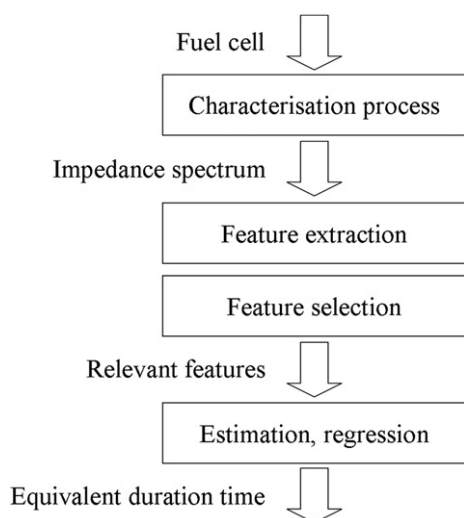 Fuel cell
Characterisation process
Impedance spectrum
Feature extraction
Feature selection
Relevant features
Estimation, regression
Equivalent duration time